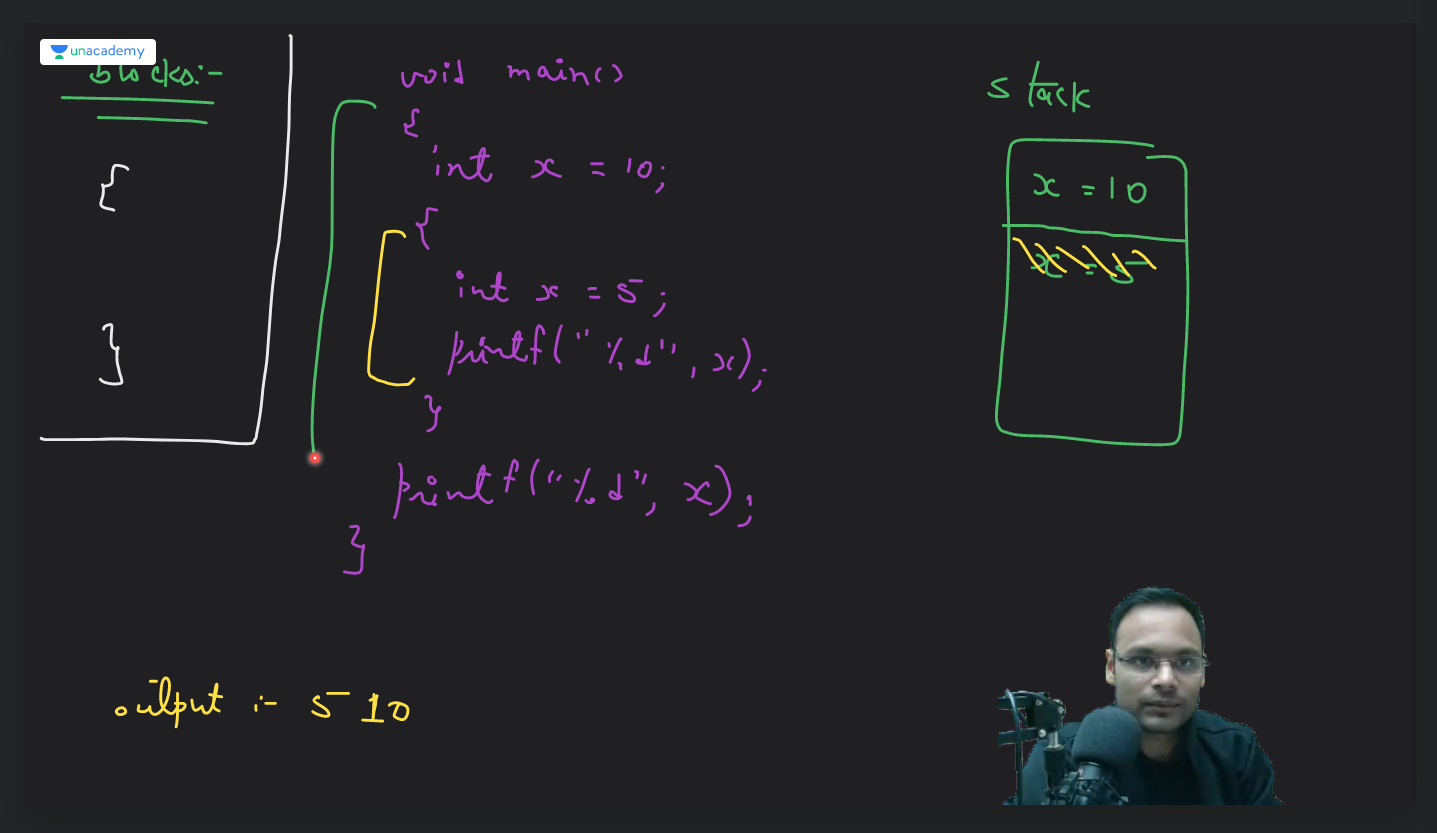 unacademy
blocks:-
{
}
void main()
{
int x = 10;
{
int x = 5;
printf("%d", x);
}
printf("%d", x);
}
stack
x = 10
x = 5
output :- 5 10